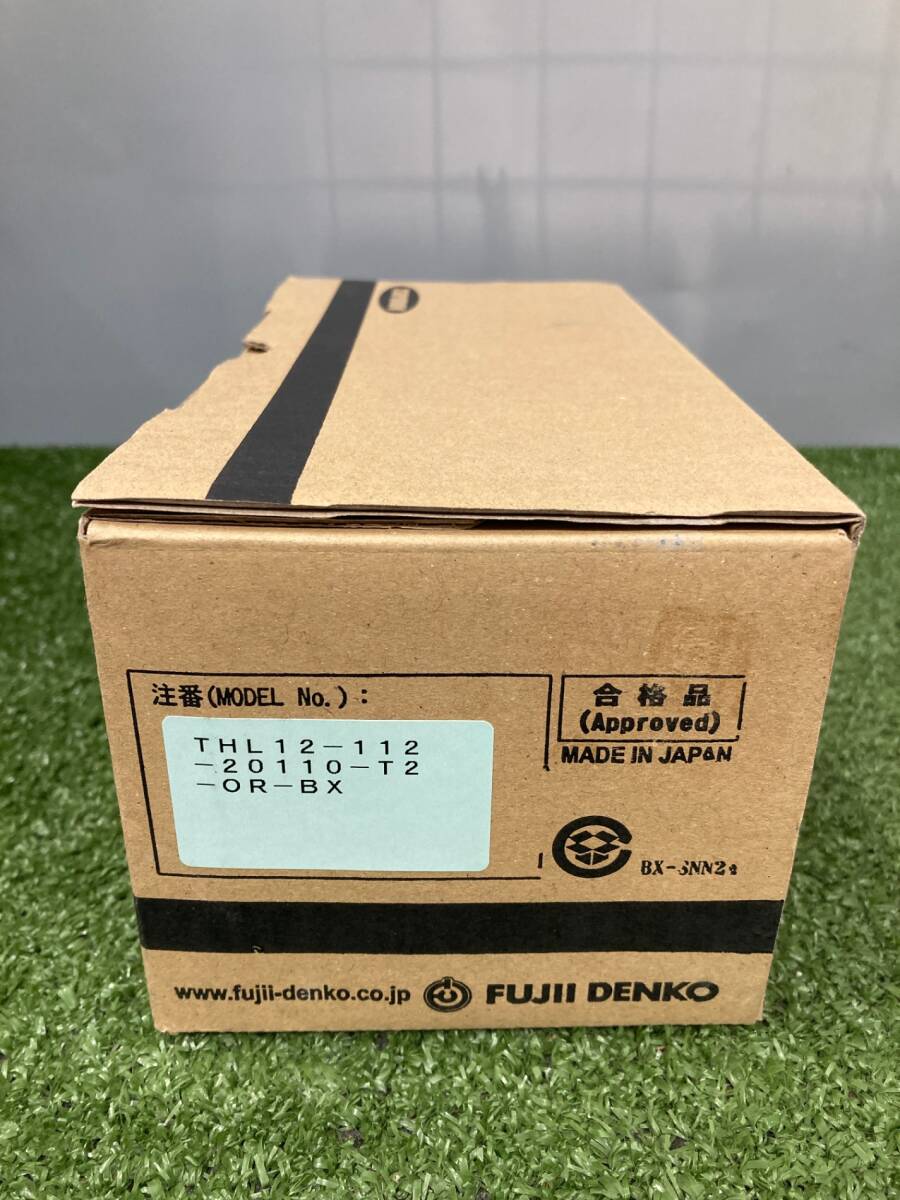 注番(MODEL No.):
THL12-112
-20110-T2
-OR-BX
合格品
(Approved)
MADE IN JAPAN
www.fujii-denko.co.jp FUJII DENKO